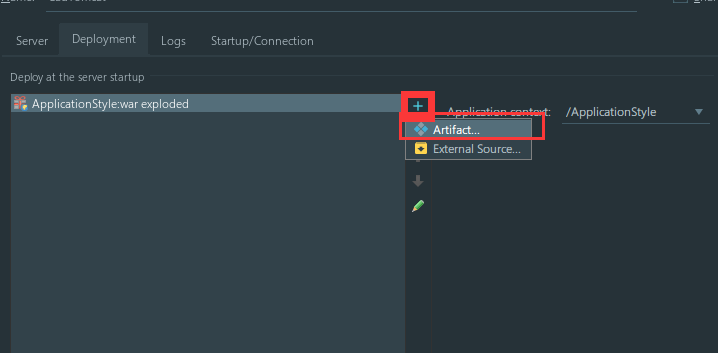 Server Deployment Logs Startup/Connection
Deploy at the server startup
ApplicationStyle:war exploded
Application context: /ApplicationStyle
Artifact...
External Source...